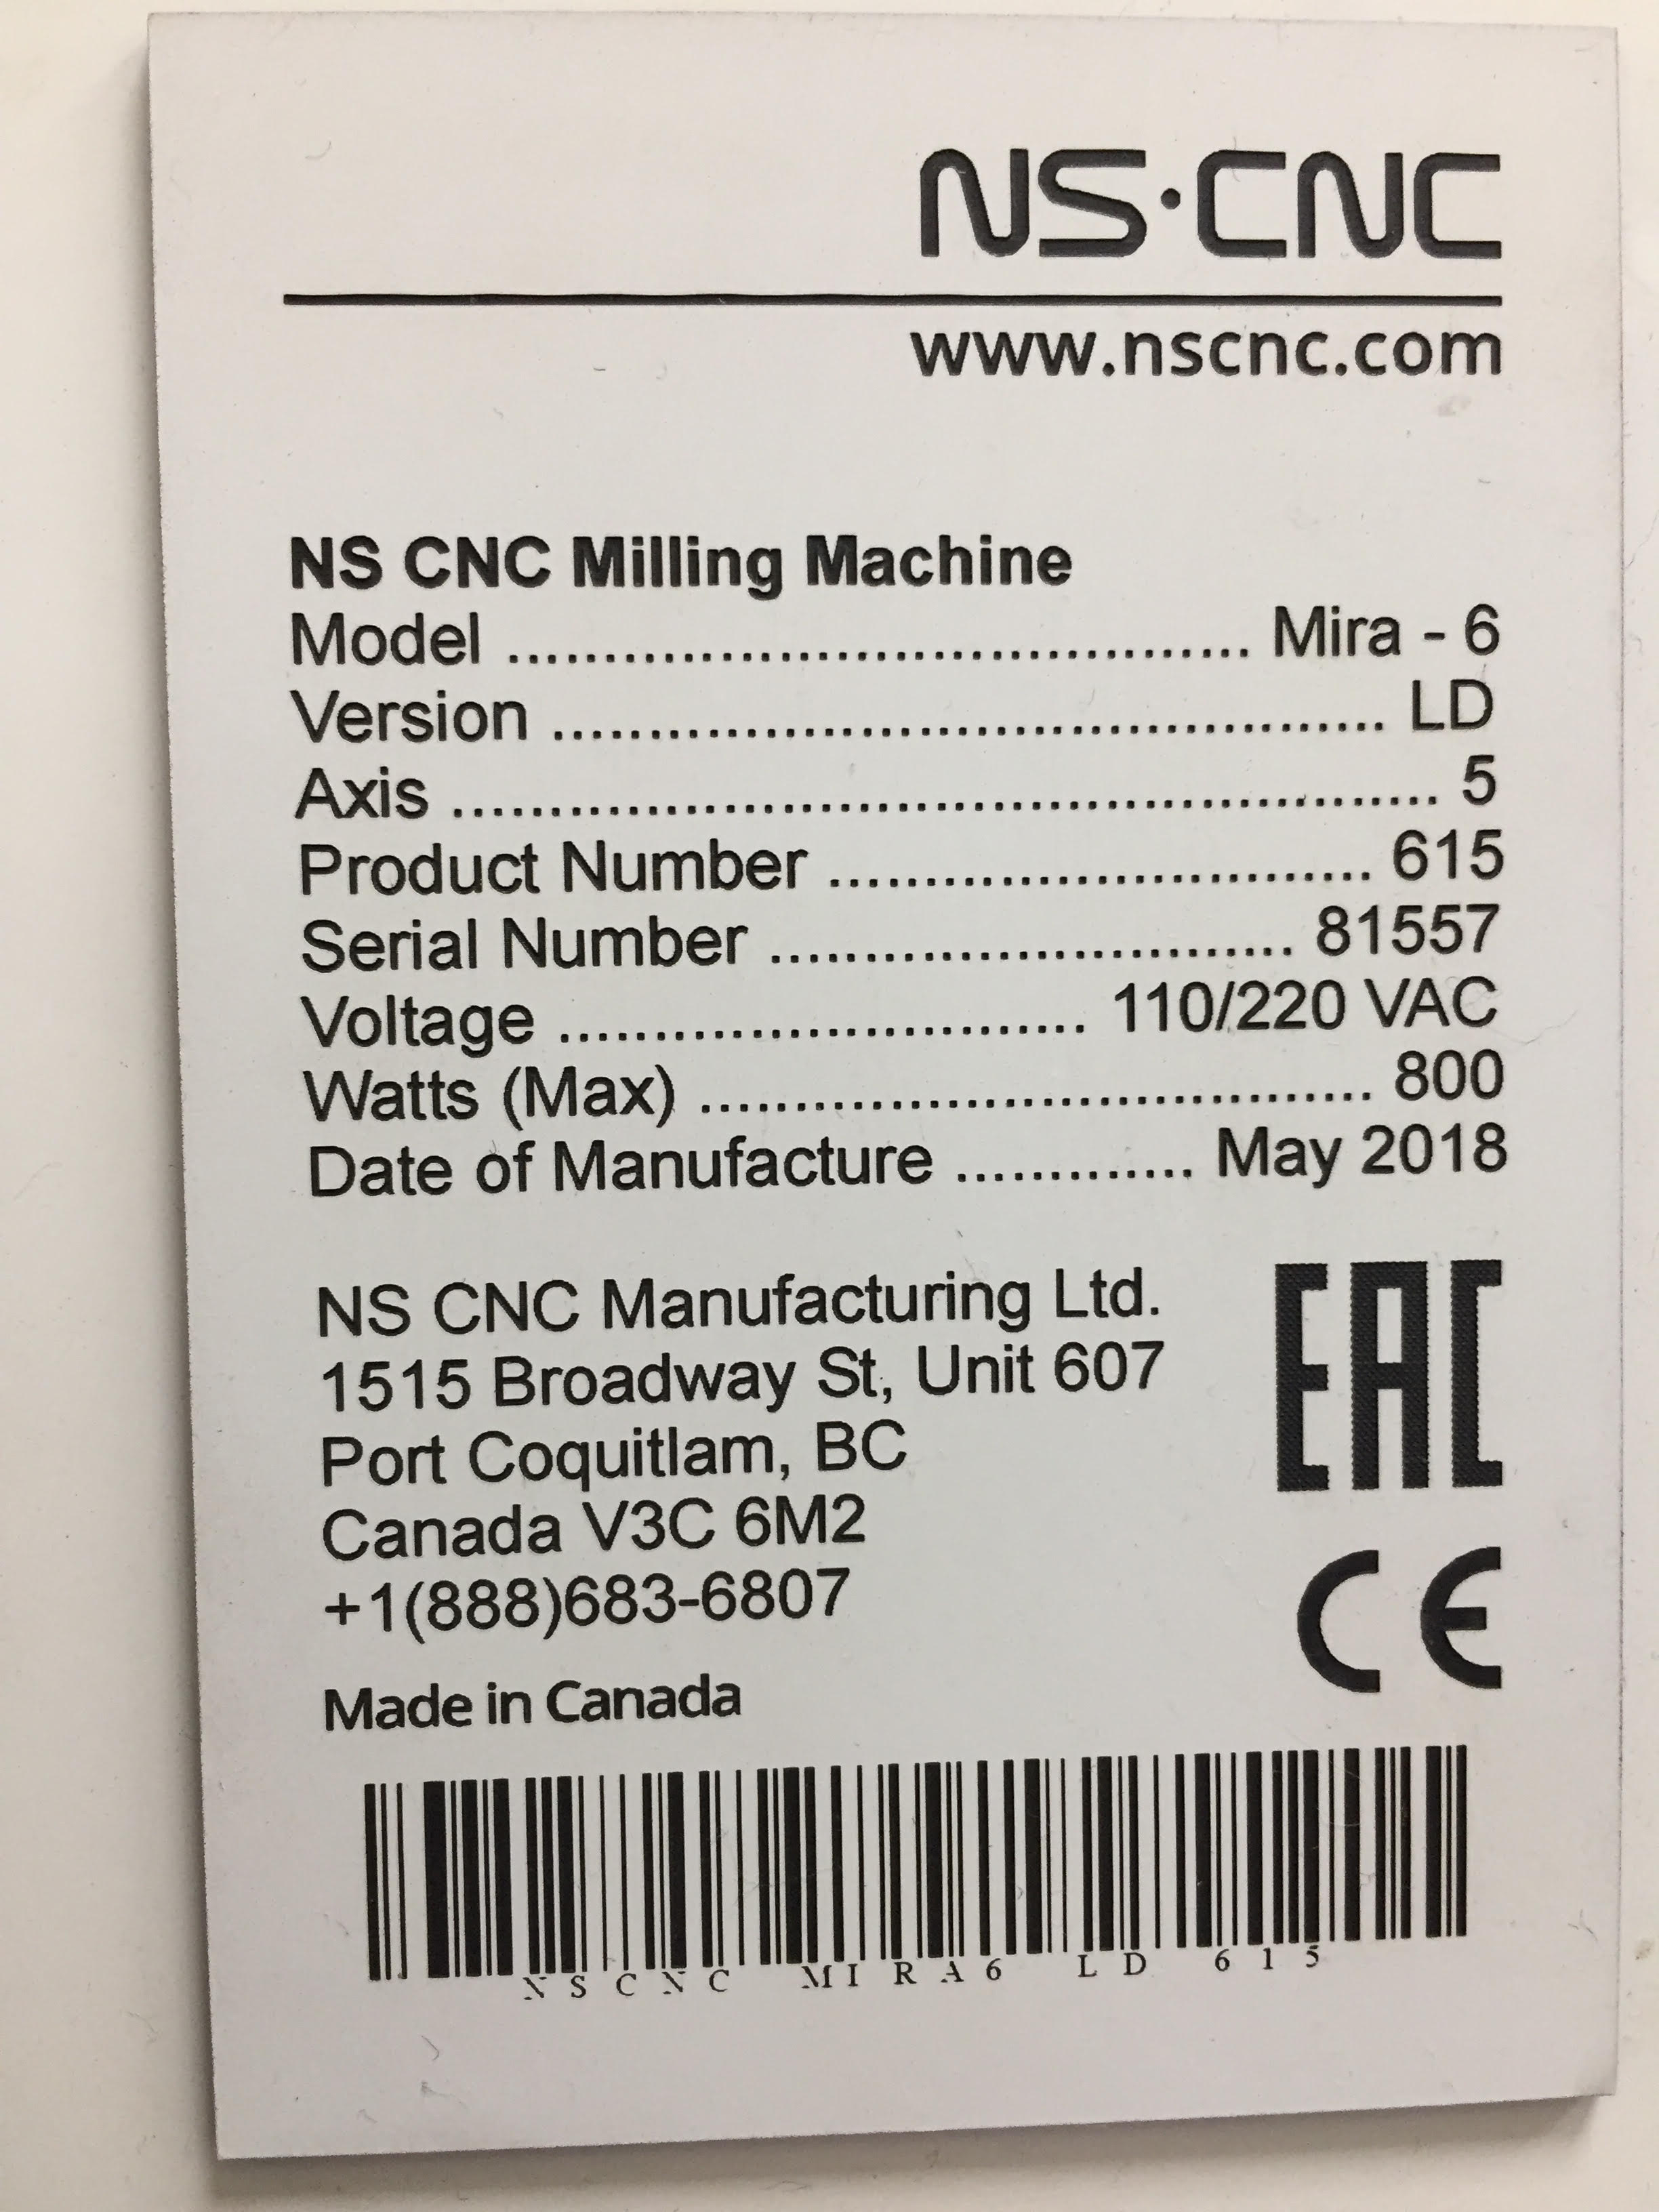 NS·CNC
www.nscnc.com
NS CNC Milling Machine
Model ....................................... Mira - 6
Version ........................................... LD
Axis ................................................... 5
Product Number ............................ 615
Serial Number ........................... 81557
Voltage ............................ 110/220 VAC
Watts (Max) ................................... 800
Date of Manufacture ............. May 2018
NS CNC Manufacturing Ltd.
1515 Broadway St, Unit 607
Port Coquitlam, BC
Canada V3C 6M2
+1(888)683-6807
EAC
CE
Made in Canada
NSCNC MIRA6 LD 615